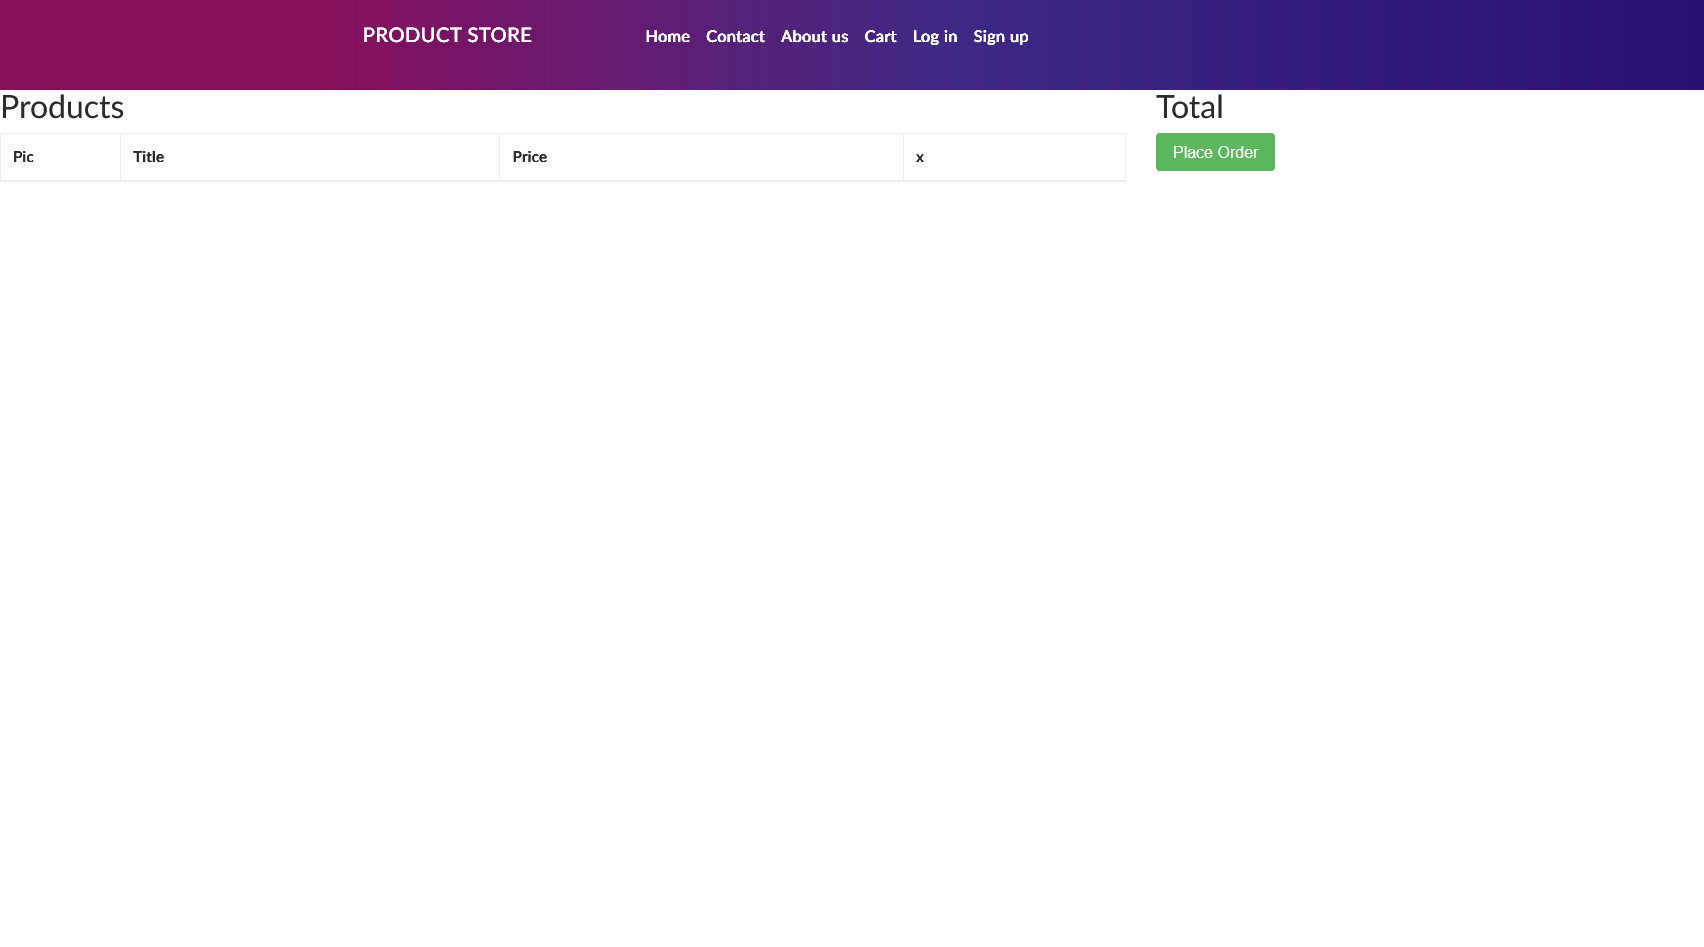 PRODUCT STORE
Home Contact About us Cart Log in Sign up
Products
Pic Title Price x
Total
Place Order